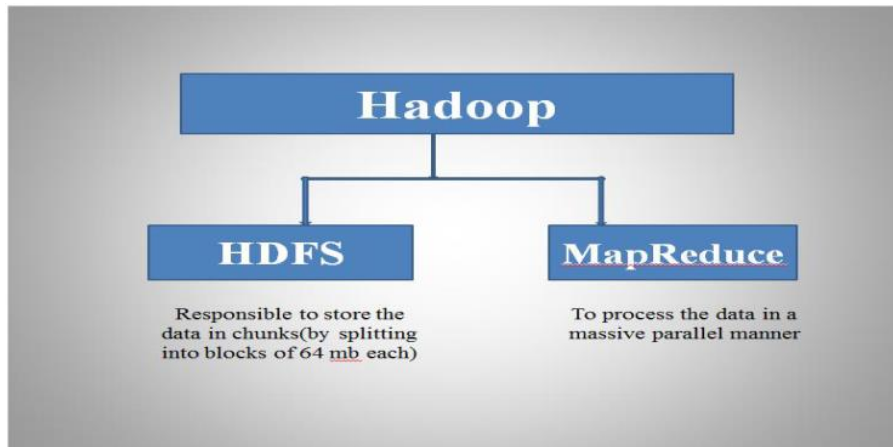 Hadoop
HDFS
MapReduce
Responsible to store the
data in chunks(by splitting
into blocks of 64 mb each)
To process the data in a
massive parallel manner